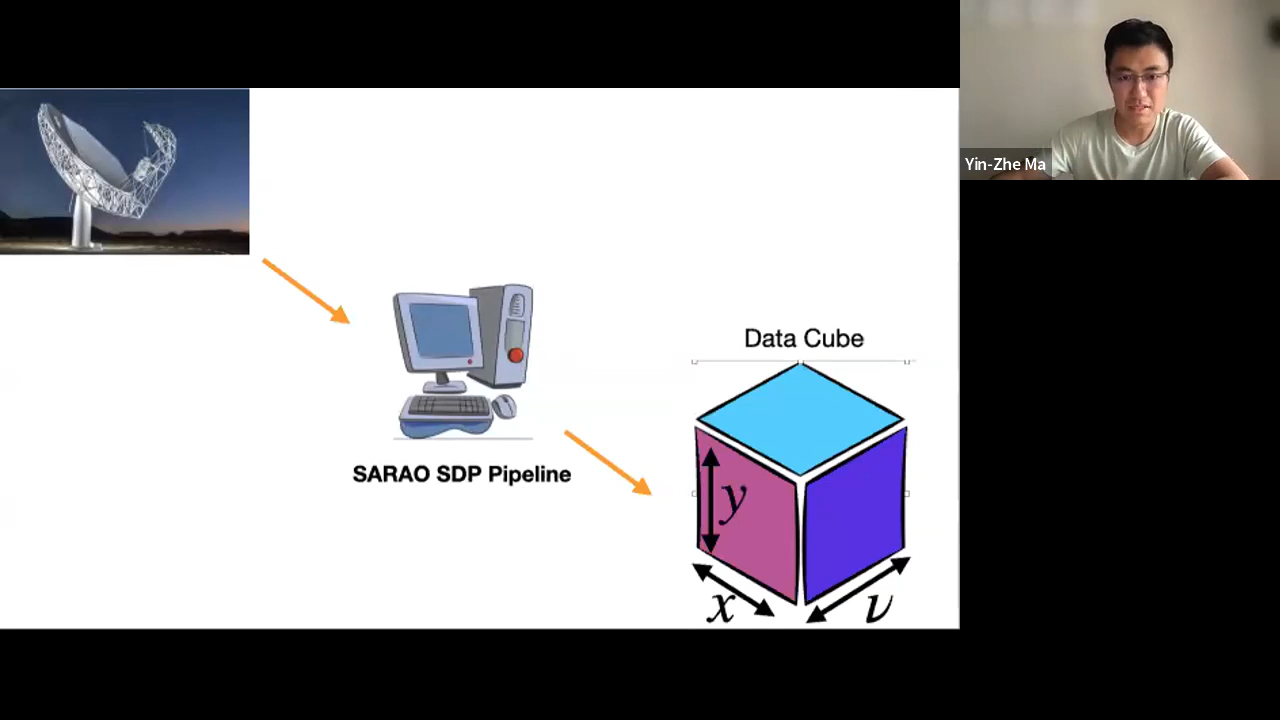 Yin-Zhe Ma
Data Cube
SARAO SDP Pipeline
y
x
ν